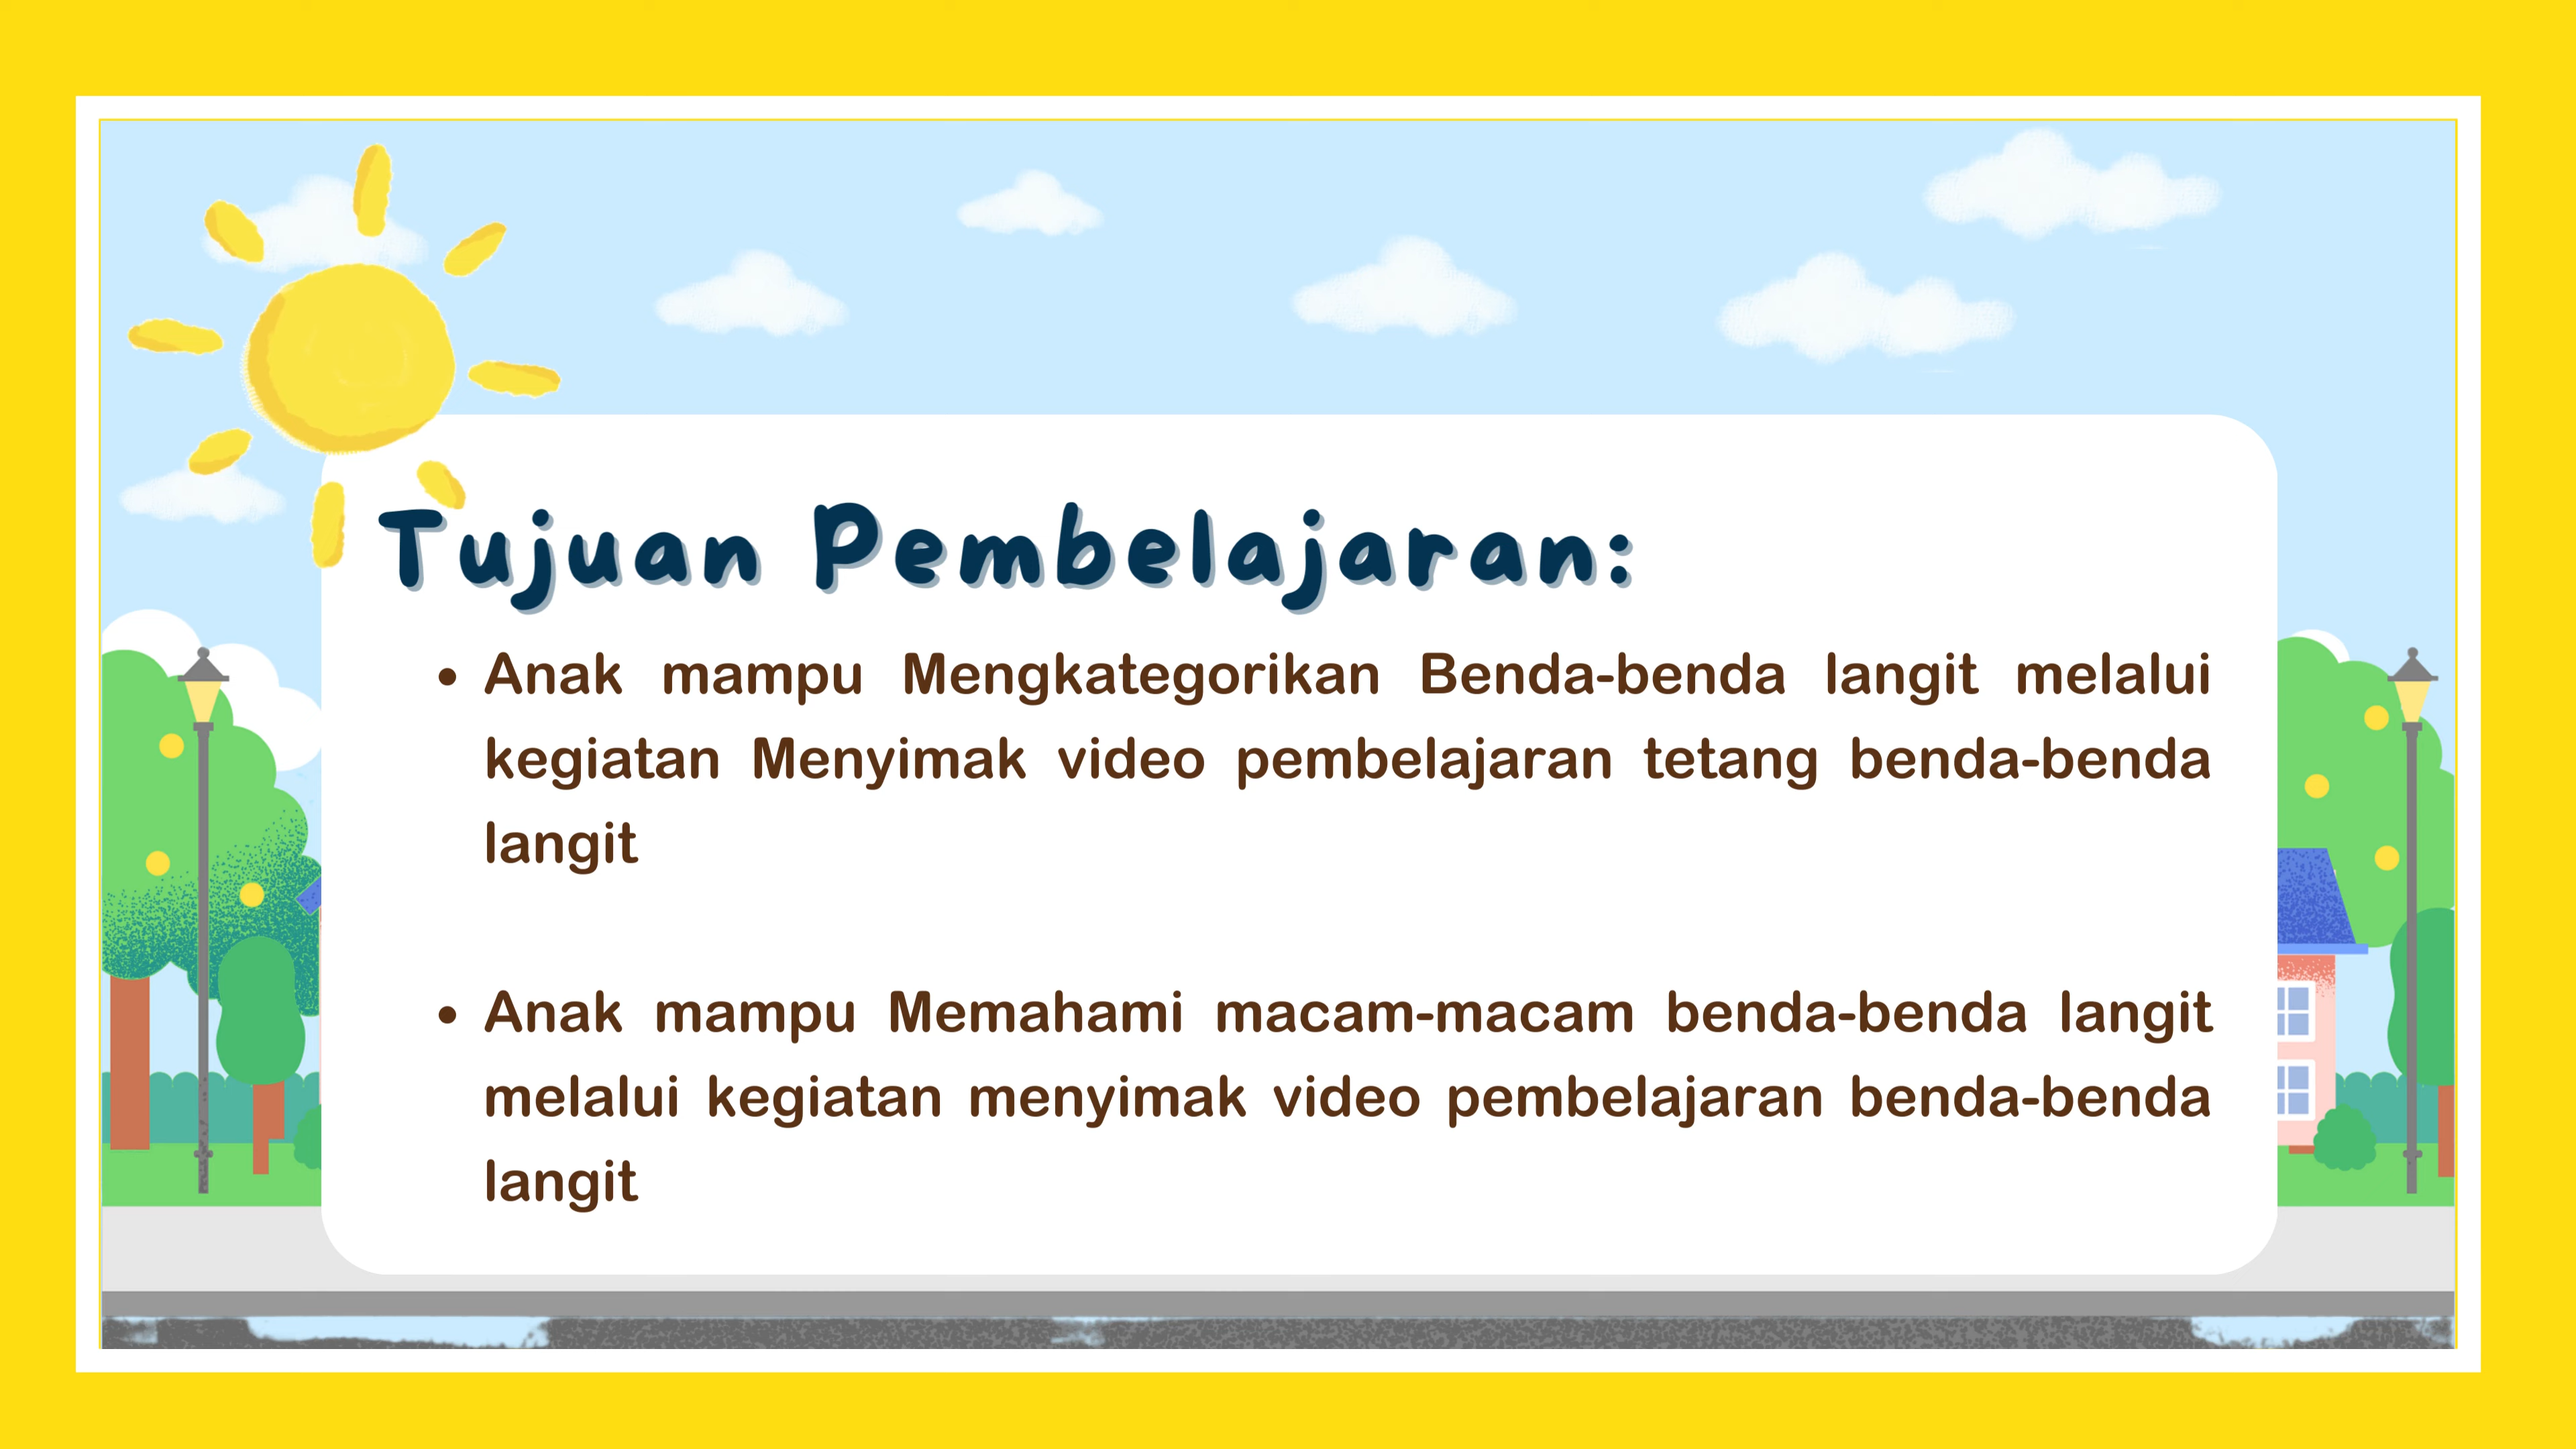 Tujuan Pembelajaran:
• Anak mampu Mengkategorikan Benda-benda langit melalui
kegiatan Menyimak video pembelajaran tetang benda-benda
langit
• Anak mampu Memahami macam-macam benda-benda langit
melalui kegiatan menyimak video pembelajaran benda-benda
langit